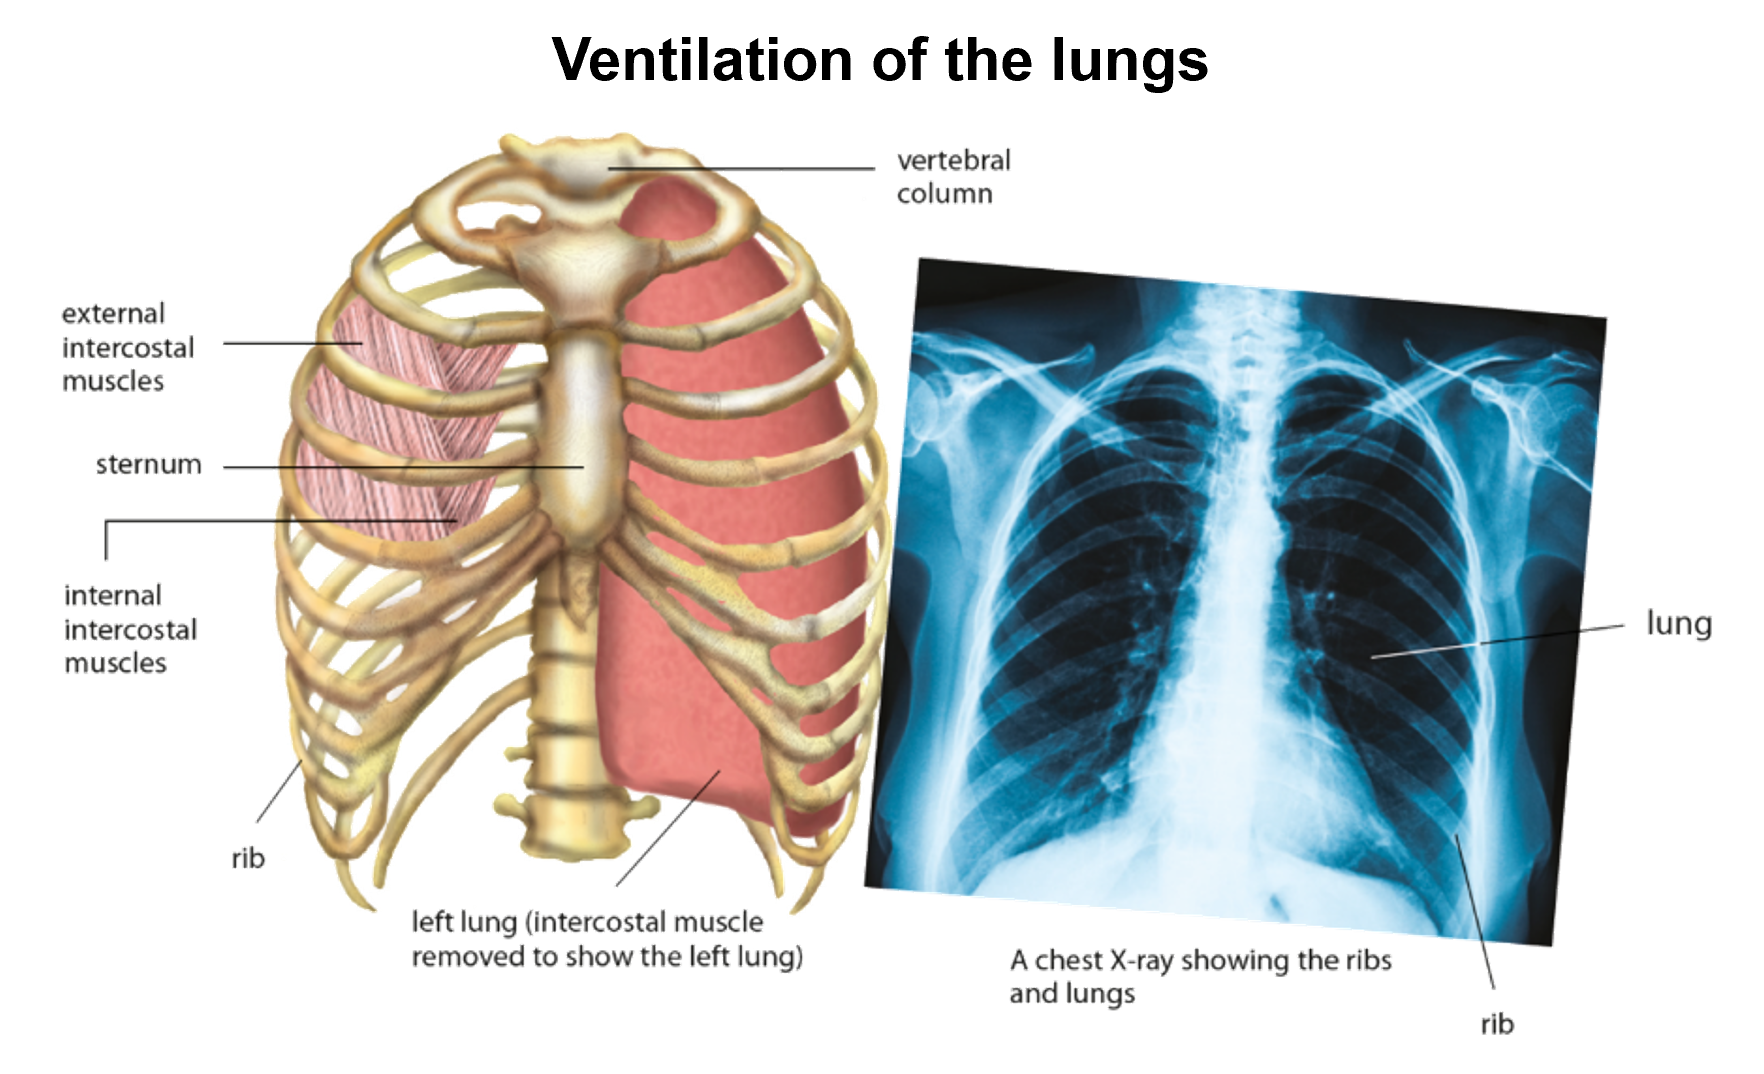 Ventilation of the lungs
vertebral
column
external
intercostal
muscles
sternum
internal
intercostal
muscles
lung
rib
left lung (intercostal muscle
removed to show the left lung)
A chest X-ray showing the ribs
and lungs
rib